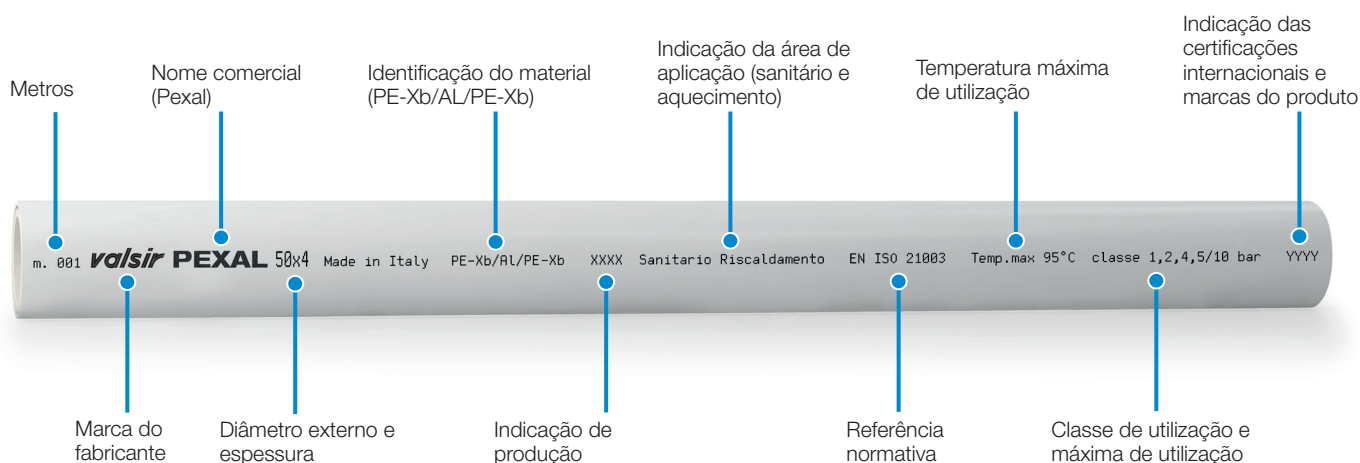 Metros
Nome comercial
(Pexal)
Identificação do material
(PE-Xb/AL/PE-Xb)
Indicação da área de
aplicação (sanitário e
aquecimento)
Temperatura máxima
de utilização
Indicação das
certificações
internacionais e
marcas do produto
m. 001 valsir PEXAL 50x4 Made in Italy PE-Xb/Al/PE-Xb XXXX Sanitario Riscaldamento EN ISO 21003 Temp.max 95°C classe 1,2,4,5/10 bar YYYY
Marca do
fabricante
Diâmetro externo e
espessura
Indicação de
produção
Referência
normativa
Classe de utilização e
máxima de utilização